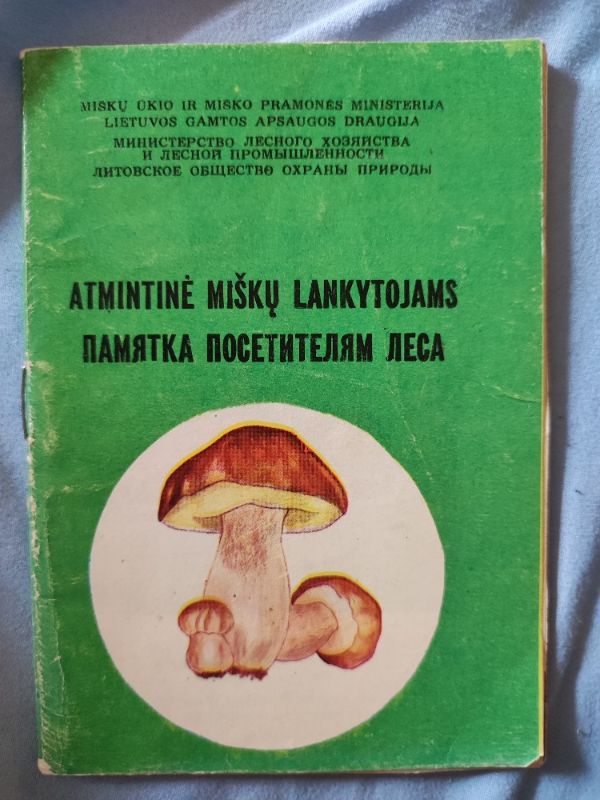 MIŠKŲ ŪKIO IR MIŠKO PRAMONĖS MINISTERIJA
LIETUVOS GAMTOS APSAUGOS DRAUGIJA
МИНИСТЕРСТВО ЛЕСНОГО ХОЗЯЙСТВА
И ЛЕСНОЙ ПРОМЫШЛЕННОСТИ
ЛИТОВСКОЕ ОБЩЕСТВО ОХРАНЫ ПРИРОДЫ
ATMINTINĖ MIŠKŲ LANKYTOJAMS
ПАМЯТКА ПОСЕТИТЕЛЯМ ЛЕСА